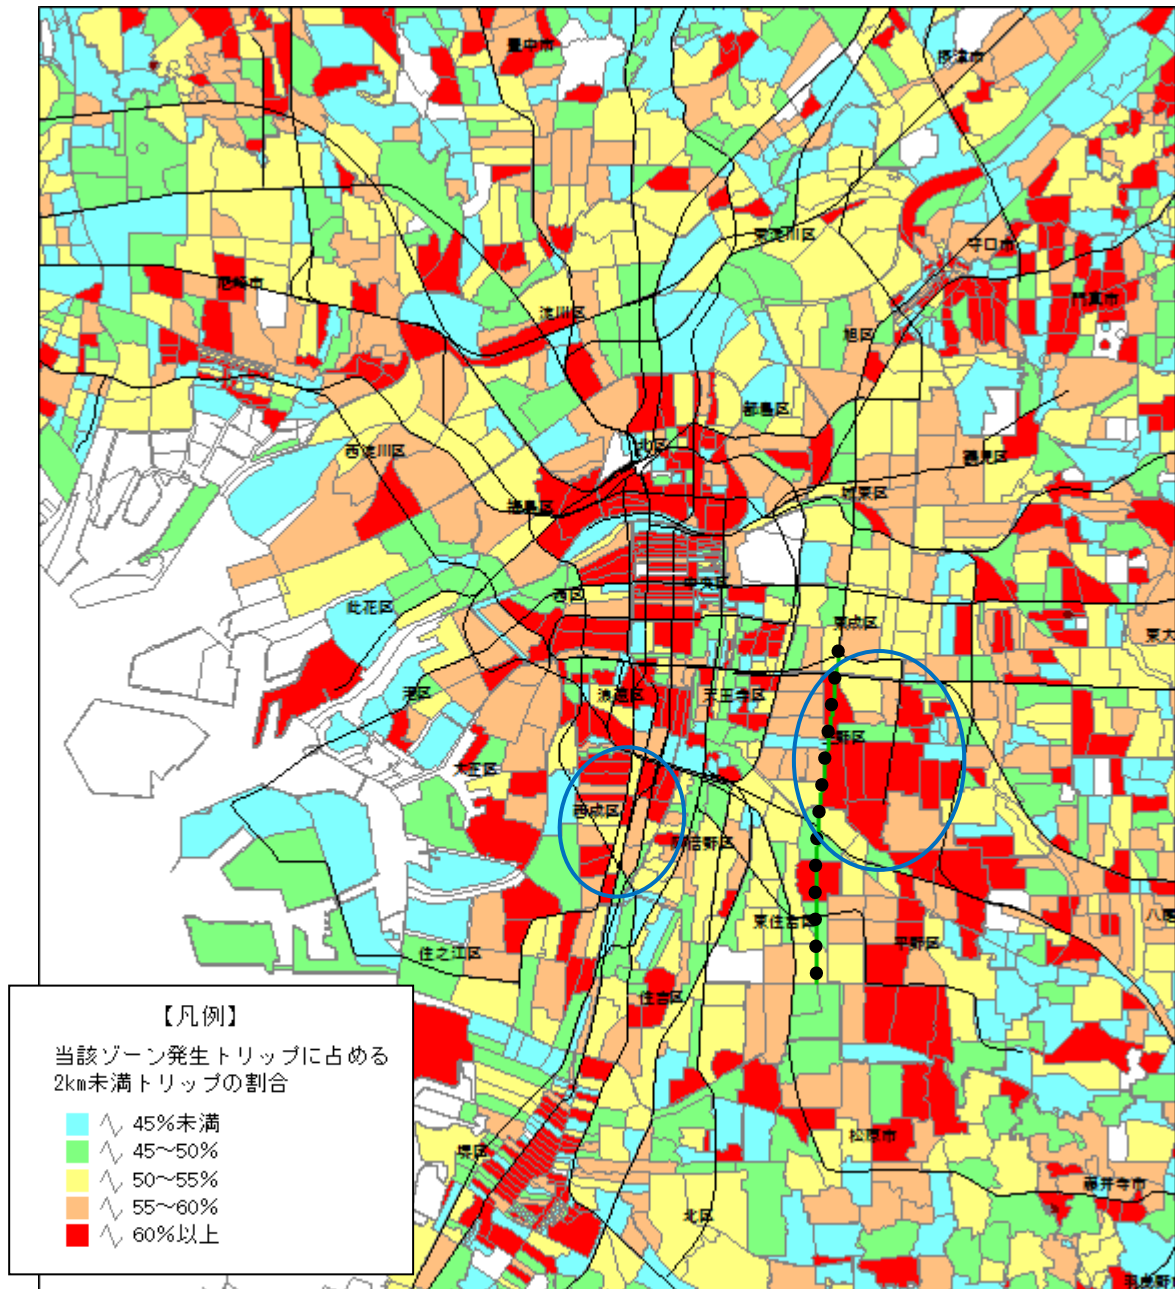 豊中市
摂津市
東淀川区
守口市
尼崎市
門真市
淀川区
旭区
都島区
北区
西淀川区
鶴見区
城東区
福島区
中央区
西区
此花区
東成区
東大
浪速区
天王寺区
港区
生野区
大正区
西成区
阿倍野区
東住吉区
八尾
平野区
住之江区
住吉区
【凡例】
当該ゾーン発生トリップに占める
2km未満トリップの割合
45%未満
45～50%
50～55%
55～60%
60%以上
松原市
堺区
藤井寺市
北区
羽曳野市